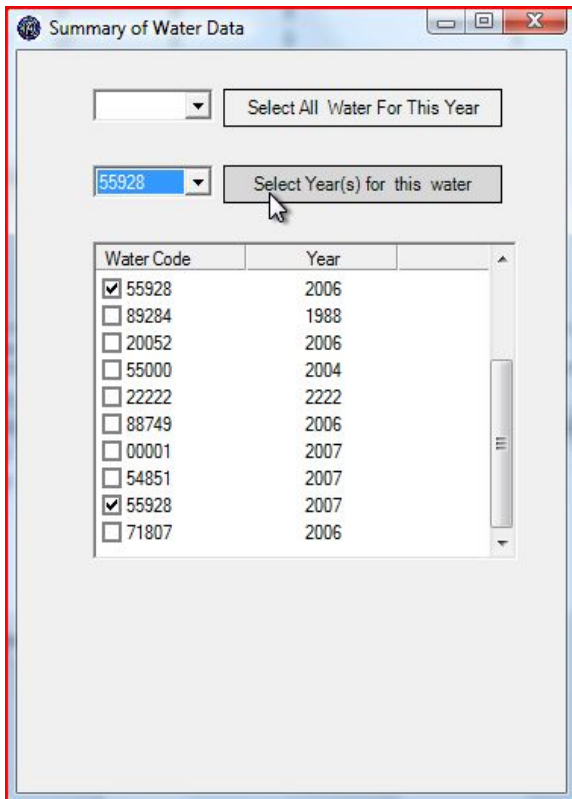 Summary of Water Data
Select All Water For This Year
55928 Select Year(s) for this water
Water Code Year
55928 2006
89284 1988
20052 2006
55000 2004
22222 2222
88749 2006
00001 2007
54851 2007
55928 2007
71807 2006